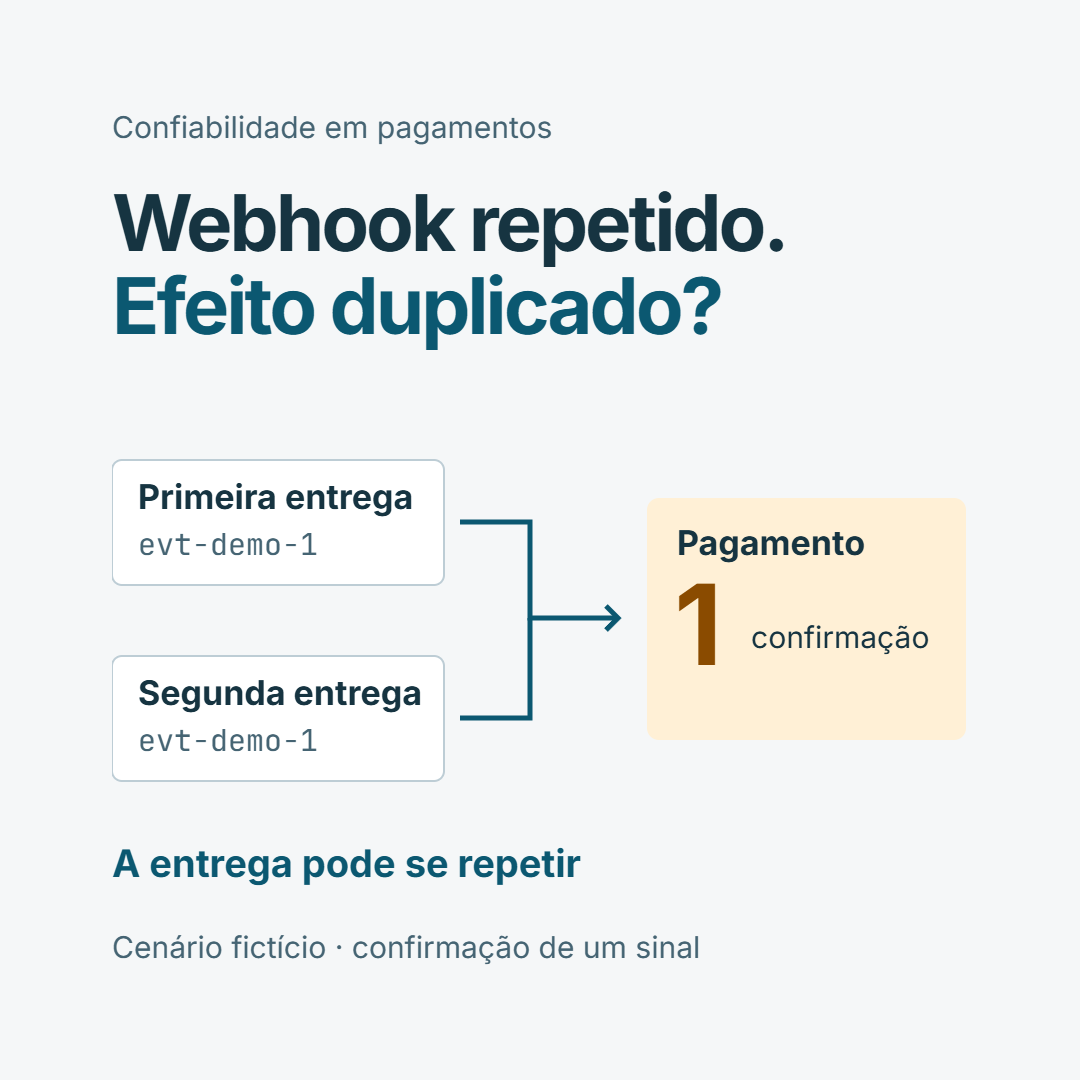 Confiabilidade em pagamentos
Webhook repetido.
Efeito duplicado?
Primeira entrega
evt-demo-1
Segunda entrega
evt-demo-1
Pagamento
1 confirmação
A entrega pode se repetir
Cenário fictício · confirmação de um sinal